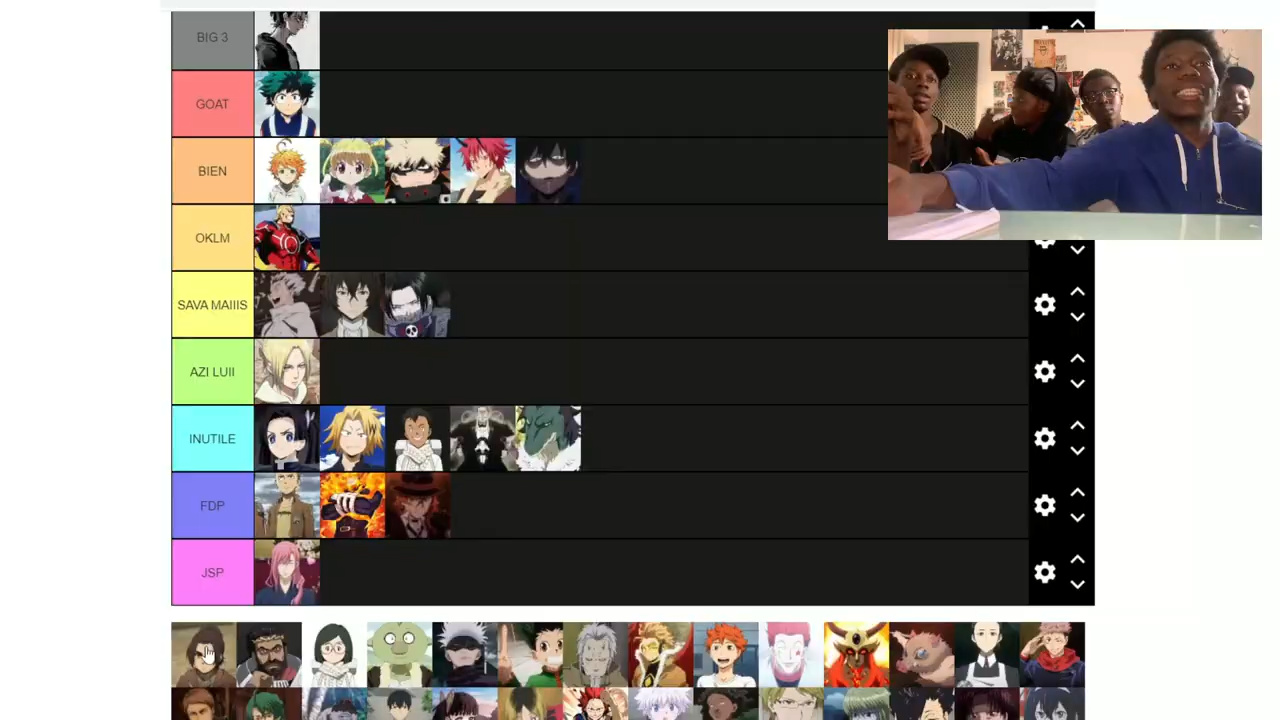 BIG 3
GOAT
BIEN
OKLM
SAVA MAIIIS
AZI LUII
INUTILE
FDP
JSP